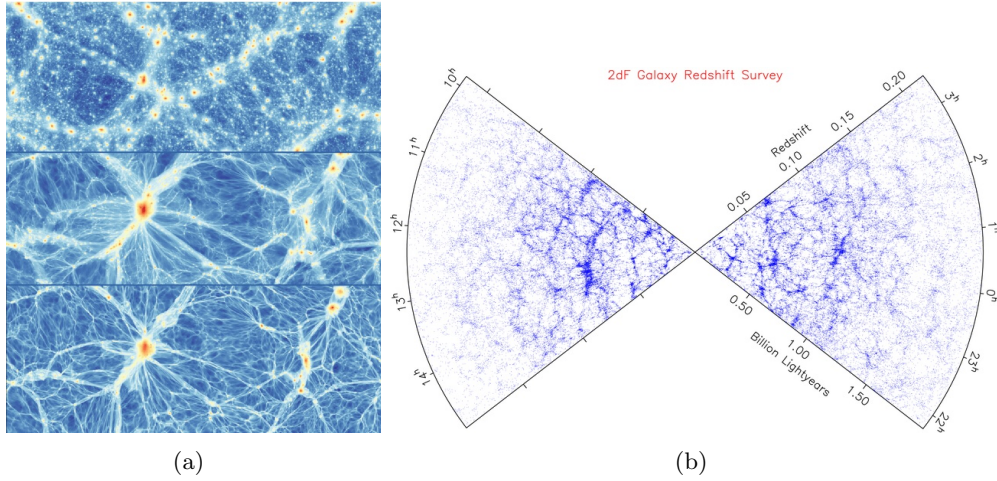 2dF Galaxy Redshift Survey
10h
11h
12h
13h
14h
3h
2h
1h
0h
23h
22h
Redshift
0.05
0.10
0.15
0.20
0.50
1.00
1.50
Billion Lightyears
(a)
(b)